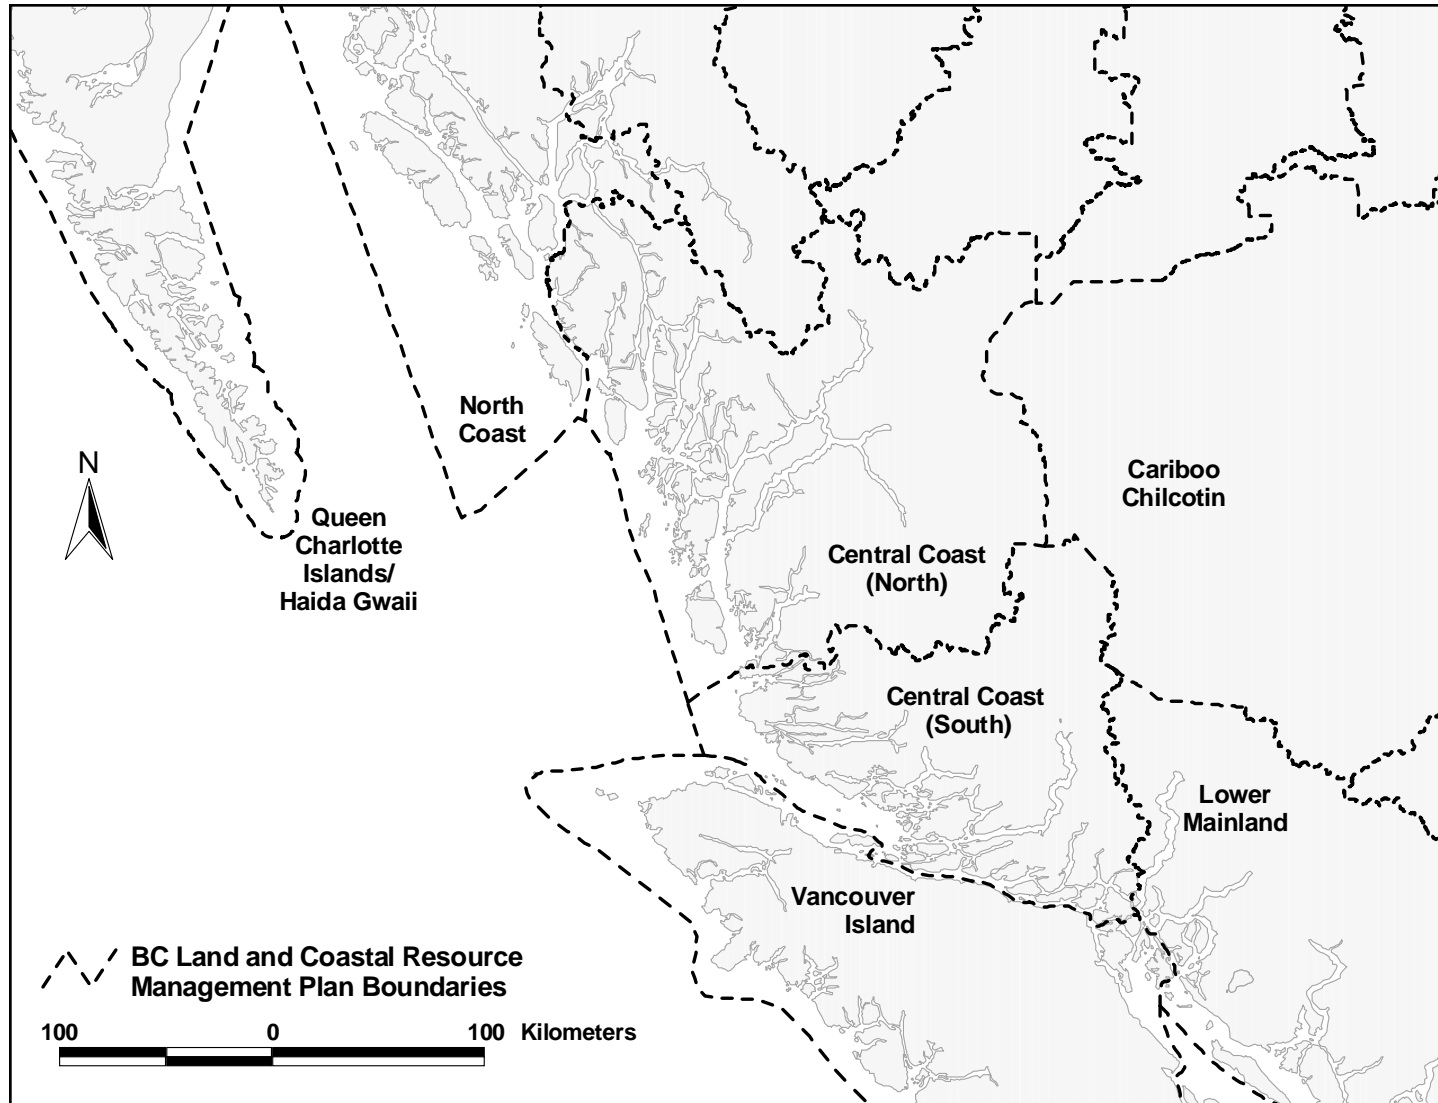 North
Coast
N
Queen
Charlotte
Islands/
Haida Gwaii
Cariboo
Chilcotin
Central Coast
(North)
Central Coast
(South)
Lower
Mainland
Vancouver
Island
BC Land and Coastal Resource
Management Plan Boundaries
100 0 100 Kilometers